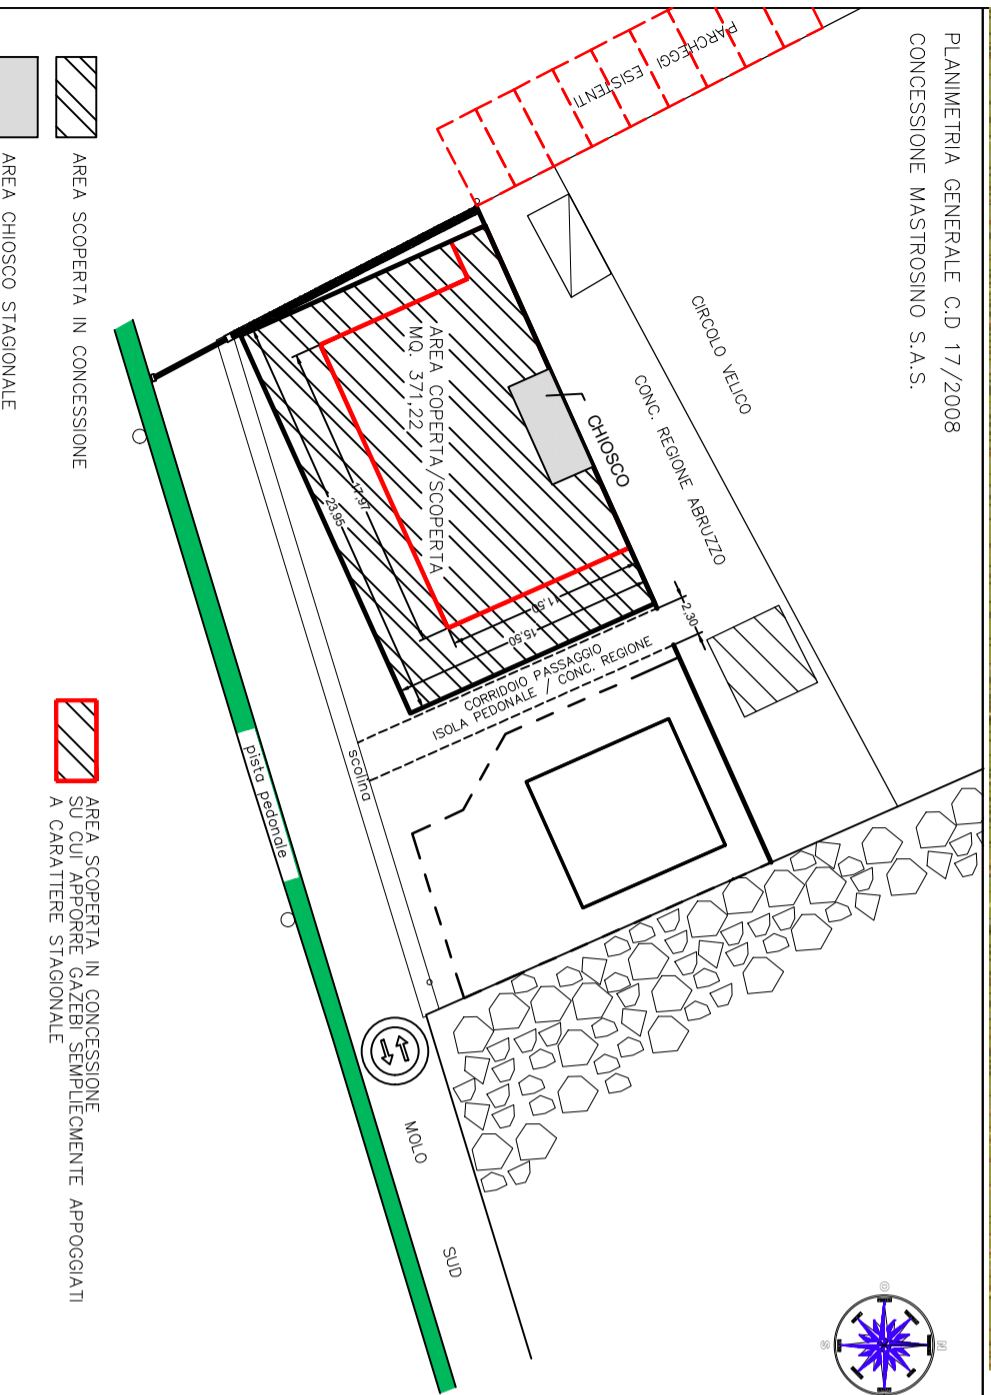 PLANIMETRIA GENERALE C.D 17/2008
CONCESSIONE MASTROSINO S.A.S.
PARCHEGGI
ESISTENTI
CIRCOLO VELICO
CONC. REGIONE ABRUZZO
CHIOSCO
AREA COPERTA/SCOPERTA
MQ. 371,22
17,97
23,95
11,50
15,50
2,30
CORRIDOIO PASSAGGIO
ISOLA PEDONALE / CONC. REGIONE
scolina
pista pedonale
MOLO
SUD
O
N
S
AREA SCOPERTA IN CONCESSIONE
AREA CHIOSCO STAGIONALE
AREA SCOPERTA IN CONCESSIONE
SU CUI APPORRE GAZEBI SEMPLIECMENTE APPOGGIATI
A CARATTERE STAGIONALE